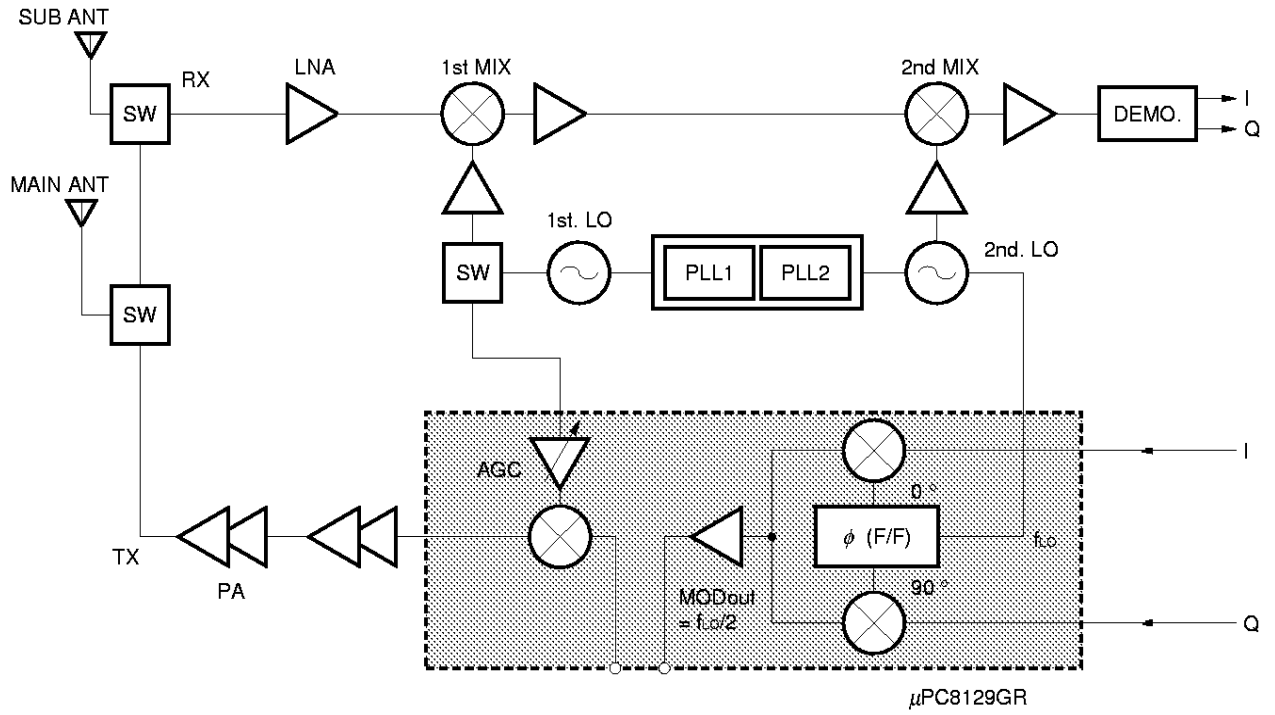 SUB ANT
RX
LNA
1st MIX
2nd MIX
SW
DEMO.
I
Q
MAIN ANT
1st. LO
2nd. LO
SW
PLL1
PLL2
SW
AGC
I
0 °
φ (F/F)
fLO
TX
PA
MODout
= fLO/2
90 °
Q
μPC8129GR